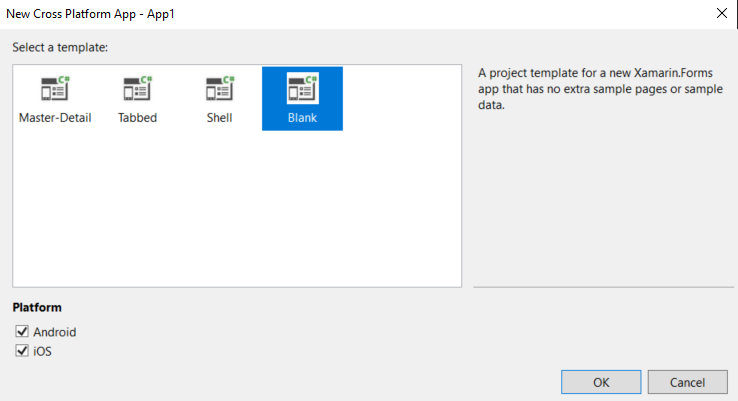 New Cross Platform App - App1
Select a template:
Master-Detail
Tabbed
Shell
Blank
A project template for a new Xamarin.Forms
app that has no extra sample pages or sample
data.
Platform
Android
iOS
OK
Cancel